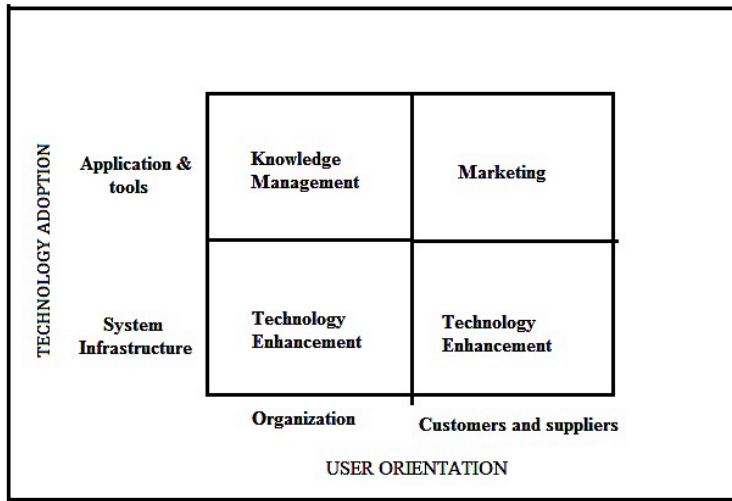 TECHNOLOGY ADOPTION
Application &
tools
Knowledge
Management
Marketing
System
Infrastructure
Technology
Enhancement
Technology
Enhancement
Organization
Customers and suppliers
USER ORIENTATION